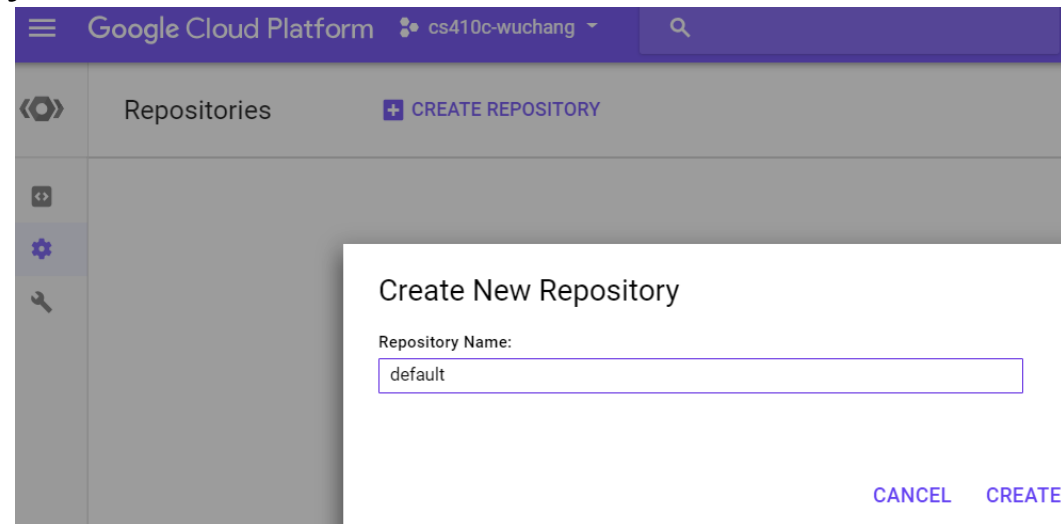 Google Cloud Platform cs410c-wuchang
Repositories CREATE REPOSITORY
Create New Repository
Repository Name:
default
CANCEL CREATE